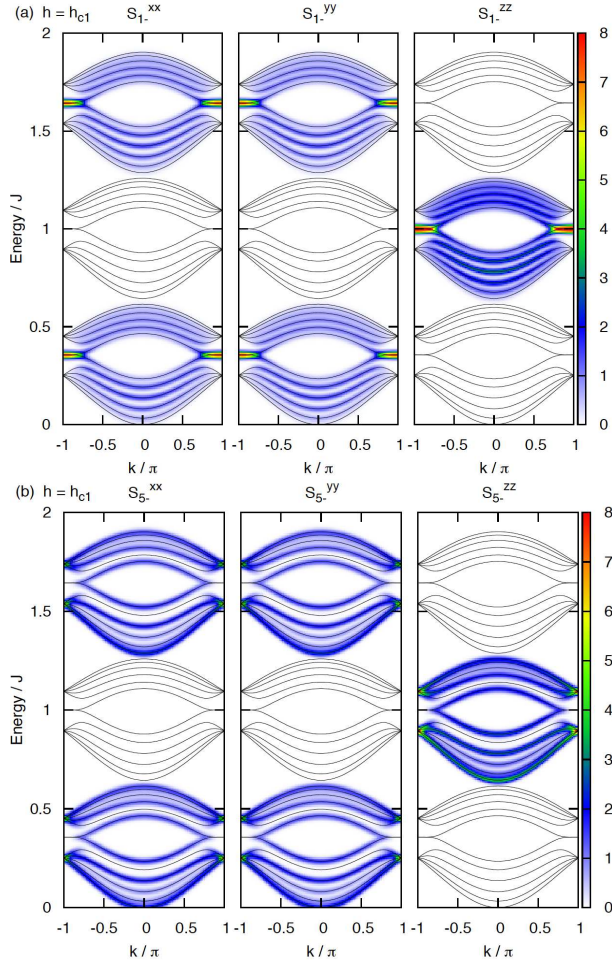 (a) h = hc1 S1-xx S1-yy S1-zz
2 8
7
6
1.5
5
Energy / J
1 4
3
0.5 2
1
0 0
-1 -0.5 0 0.5 1 -1 -0.5 0 0.5 1 -1 -0.5 0 0.5 1
k / π k / π k / π
(b) h = hc1 S5-xx S5-yy S5-zz
2 8
7
6
1.5
5
Energy / J
1 4
3
0.5 2
1
0 0
-1 -0.5 0 0.5 1 -1 -0.5 0 0.5 1 -1 -0.5 0 0.5 1
k / π k / π k / π